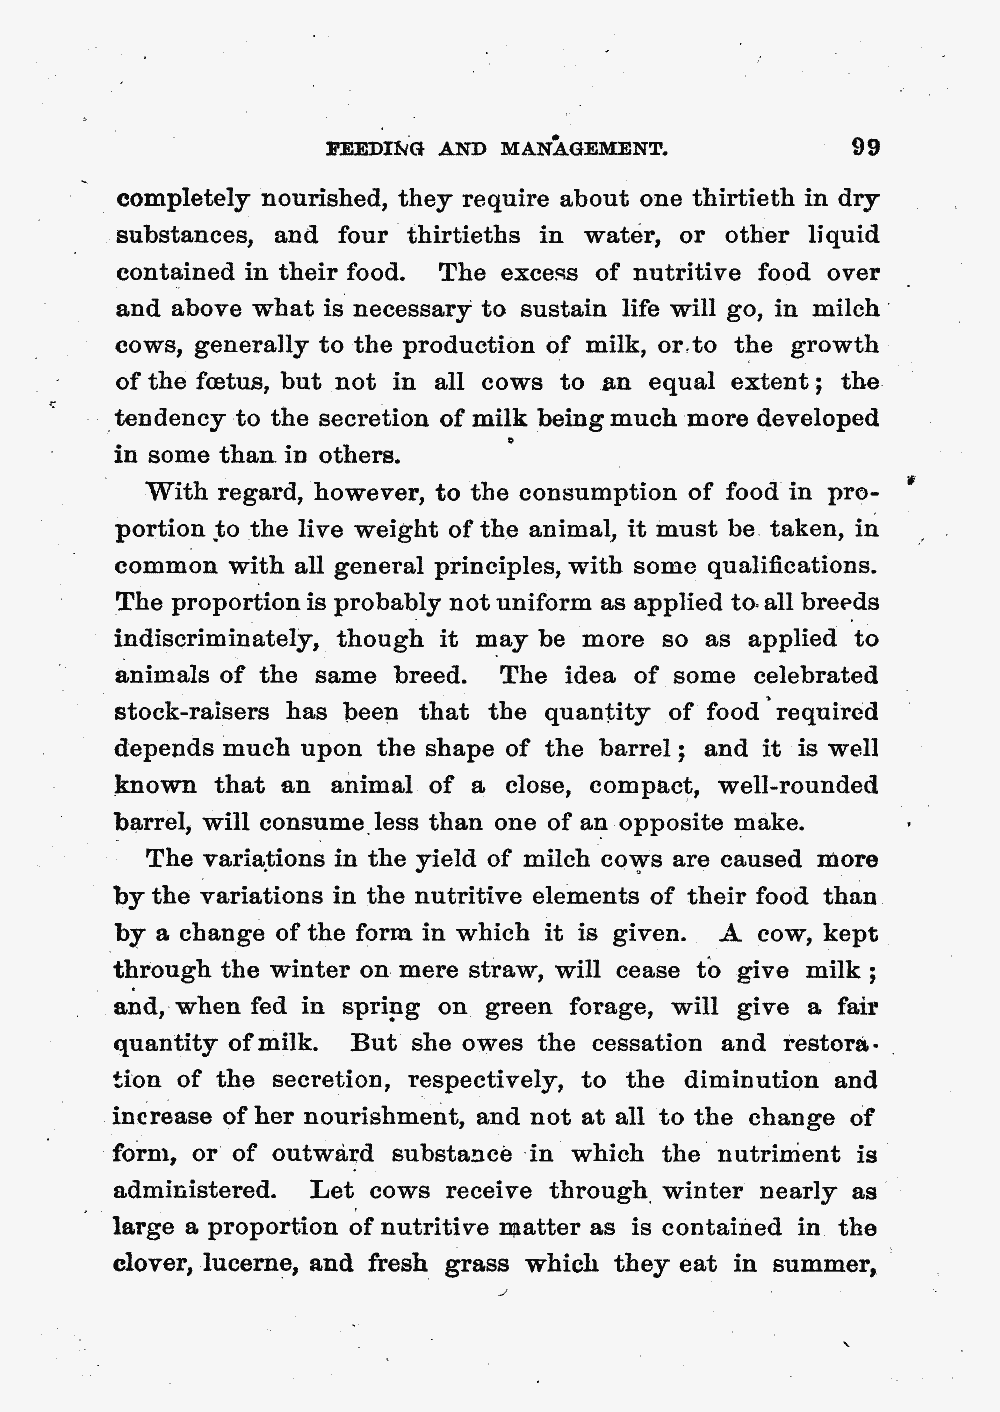 FEEDING AND MANAGEMENT. 99
completely nourished, they require about one thirtieth in dry
substances, and four thirtieths in water, or other liquid
contained in their food. The excess of nutritive food over
and above what is necessary to sustain life will go, in milch
cows, generally to the production of milk, or to the growth
of the fœtus, but not in all cows to an equal extent; the
tendency to the secretion of milk being much more developed
in some than in others.
With regard, however, to the consumption of food in pro-
portion to the live weight of the animal, it must be taken, in
common with all general principles, with some qualifications.
The proportion is probably not uniform as applied to all breeds
indiscriminately, though it may be more so as applied to
animals of the same breed. The idea of some celebrated
stock-raisers has been that the quantity of food required
depends much upon the shape of the barrel; and it is well
known that an animal of a close, compact, well-rounded
barrel, will consume less than one of an opposite make.
The variations in the yield of milch cows are caused more
by the variations in the nutritive elements of their food than
by a change of the form in which it is given. A cow, kept
through the winter on mere straw, will cease to give milk;
and, when fed in spring on green forage, will give a fair
quantity of milk. But she owes the cessation and restora-
tion of the secretion, respectively, to the diminution and
increase of her nourishment, and not at all to the change of
form, or of outward substance in which the nutriment is
administered. Let cows receive through winter nearly as
large a proportion of nutritive matter as is contained in the
clover, lucerne, and fresh grass which they eat in summer,